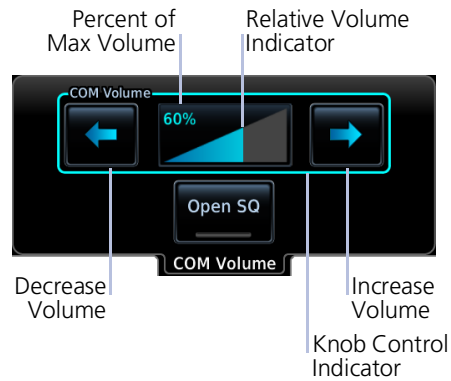 Percent of
Max Volume
Relative Volume
Indicator
COM Volume
60%
Open SQ
COM Volume
Decrease
Volume
Increase
Volume
Knob Control
Indicator